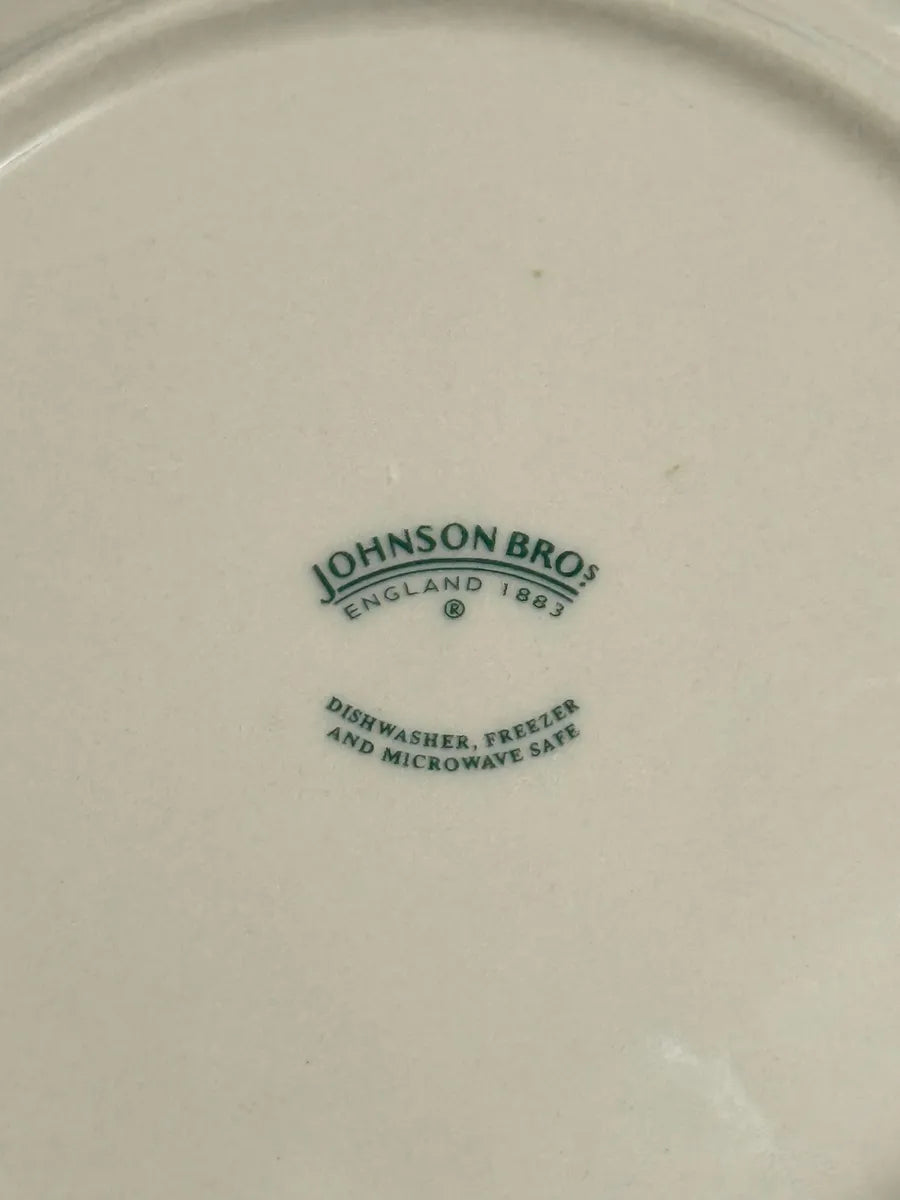 JOHNSON BROS
ENGLAND 1883
®
DISHWASHER, FREEZER
AND MICROWAVE SAFE